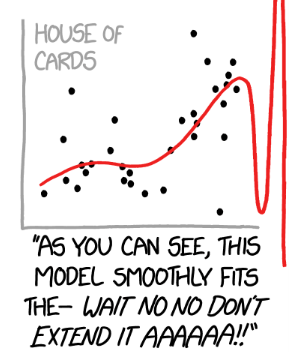 HOUSE OF
CARDS
"AS YOU CAN SEE, THIS
MODEL SMOOTHLY FITS
THE– WAIT NO NO DON'T
EXTEND IT AAAAAA!!"